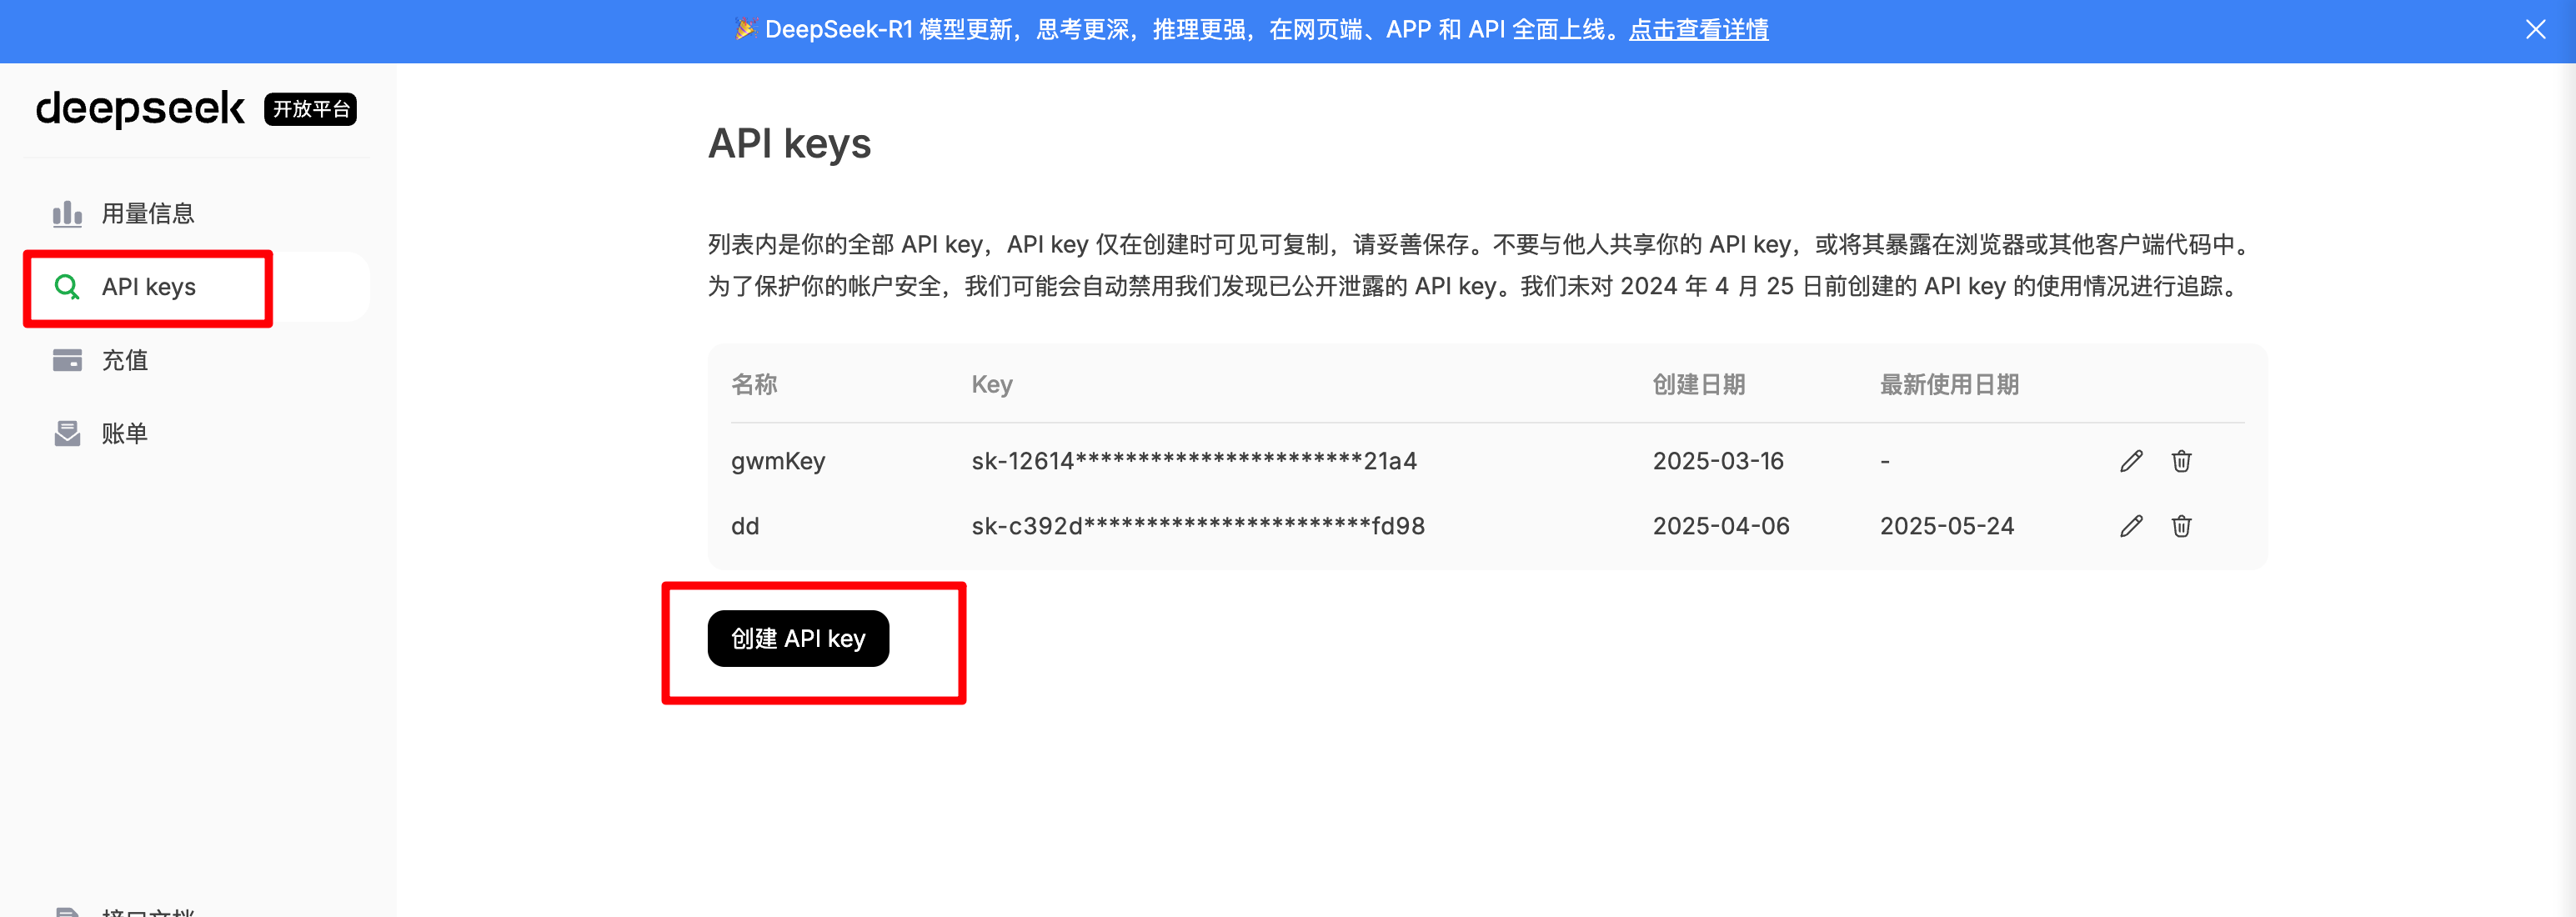 🎉 DeepSeek-R1 模型更新，思考更深，推理更强，在网页端、APP 和 API 全面上线。点击查看详情
deepseek 开放平台
用量信息
API keys
充值
账单
接口文档
API keys
列表内是你的全部 API key，API key 仅在创建时可见可复制，请妥善保存。不要与他人共享你的 API key，或将其暴露在浏览器或其他客户端代码中。
为了保护你的帐户安全，我们可能会自动禁用我们发现已公开泄露的 API key。我们未对 2024 年 4 月 25 日前创建的 API key 的使用情况进行追踪。
名称 Key 创建日期 最新使用日期
gwmKey sk-12614***********************21a4 2025-03-16 -
dd sk-c392d***********************fd98 2025-04-06 2025-05-24
创建 API key